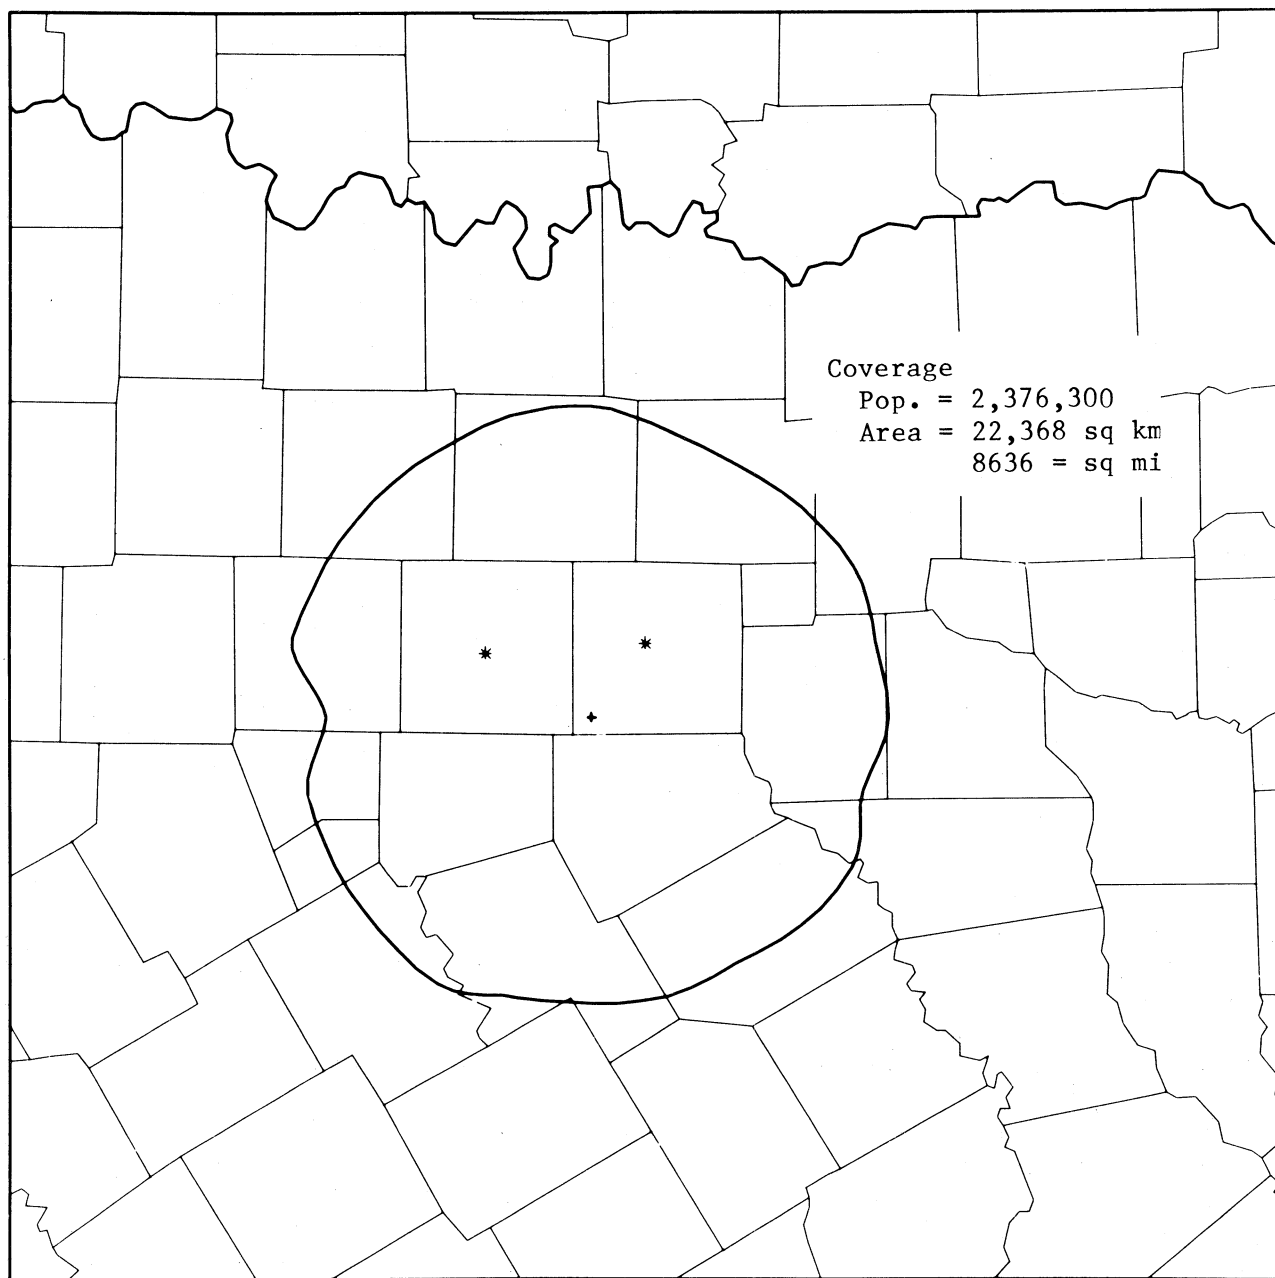 Coverage
Pop. = 2,376,300
Area = 22,368 sq km
8636 = sq mi